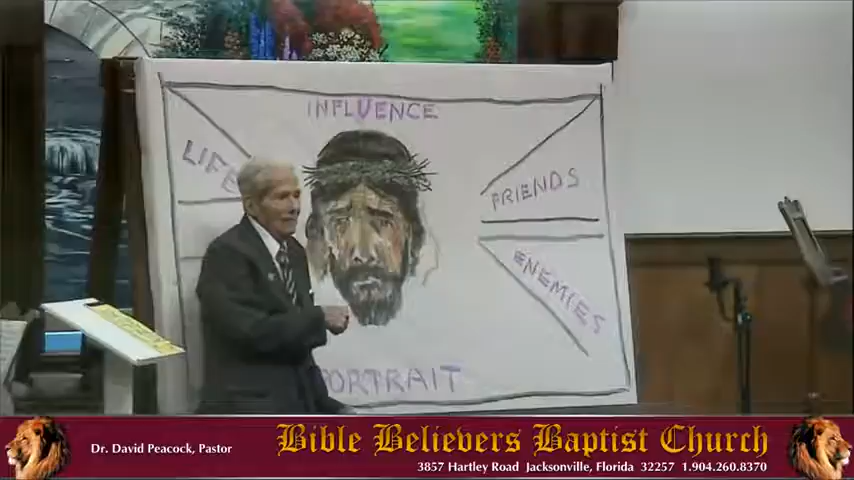 INFLUENCE
LIFE
FRIENDS
ENEMIES
PORTRAIT
Dr. David Peacock, Pastor
Bible Believers Baptist Church
3857 Hartley Road Jacksonville, Florida 32257 1.904.260.8370